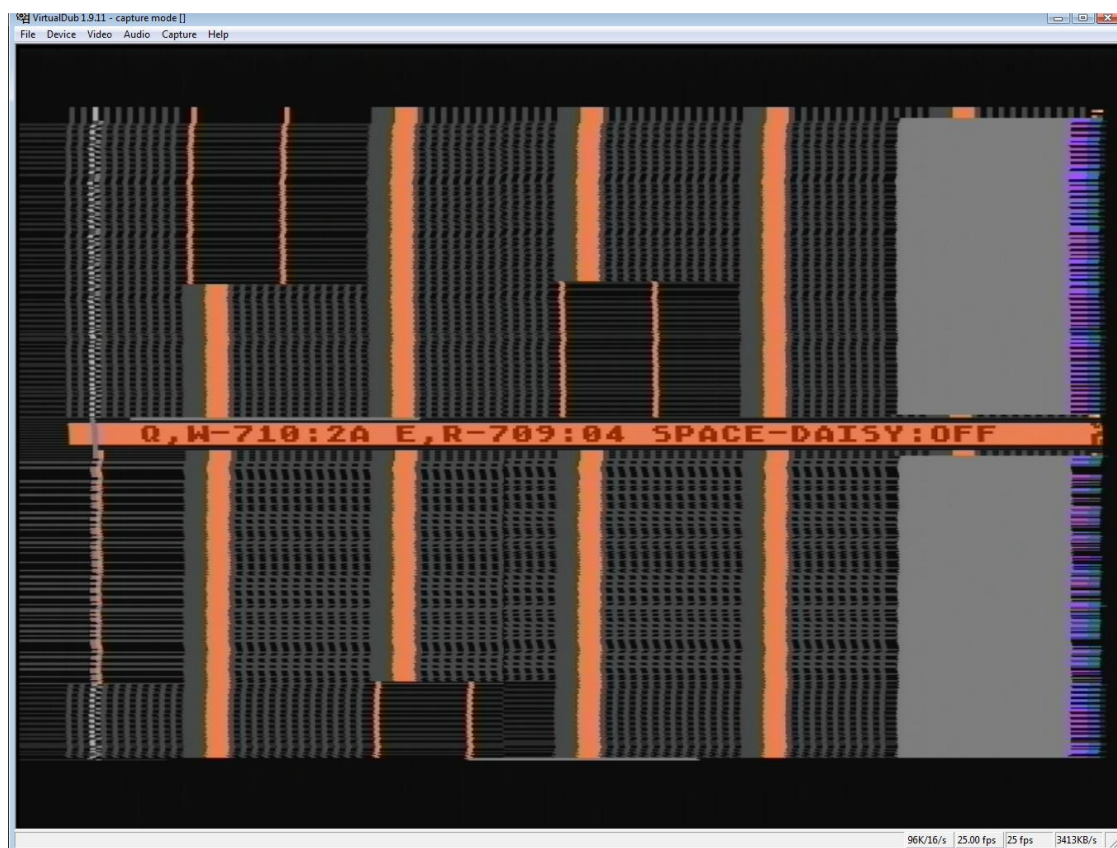 VirtualDub 1.9.11 - capture mode []
File Device Video Audio Capture Help
Q,W-710:2A E,R-709:04 SPACE-DAISY:OFF
96K/16/s 25.00 fps 25 fps 3413KB/s